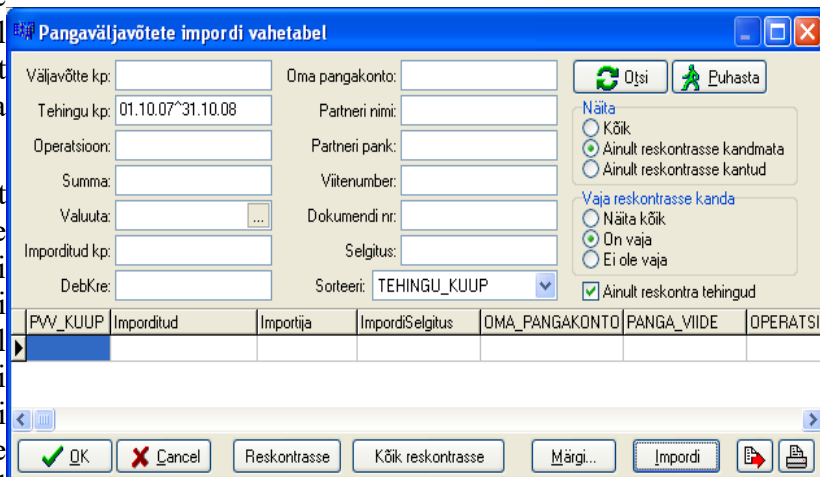 Pangaväljavõtete impordi vahetabel
Väljavõtte kp:
Oma pangakonto:
Otsi
Puhasta
Tehingu kp: 01.10.07^31.10.08
Partneri nimi:
Näita
Kõik
Operatsioon:
Partneri pank:
Ainult reskontrasse kandmata
Summa:
Viitenumber:
Ainult reskontrasse kantud
Valuuta: ...
Dokumendi nr:
Vaja reskontrasse kanda
Näita kõik
Imporditud kp:
Selgitus:
On vaja
Ei ole vaja
DebKre:
Sorteeri: TEHINGU_KUUP
Ainult reskontra tehingud
PVV_KUUP Imporditud Importija ImpordiSelgitus OMA_PANGAKONTO PANGA_VIIDE OPERATSI
OK Cancel Reskontrasse Kõik reskontrasse Märgi... Impordi